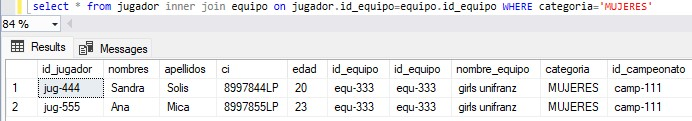 select * from jugador inner join equipo on jugador.id_equipo=equipo.id_equipo WHERE categoria='MUJERES'
84 %
Results Messages
id_jugador nombres apellidos ci edad id_equipo id_equipo nombre_equipo categoria id_campeonato
1 jug-444 Sandra Solis 8997844LP 20 equ-333 equ-333 girls unifranz MUJERES camp-111
2 jug-555 Ana Mica 8997855LP 23 equ-333 equ-333 girls unifranz MUJERES camp-111